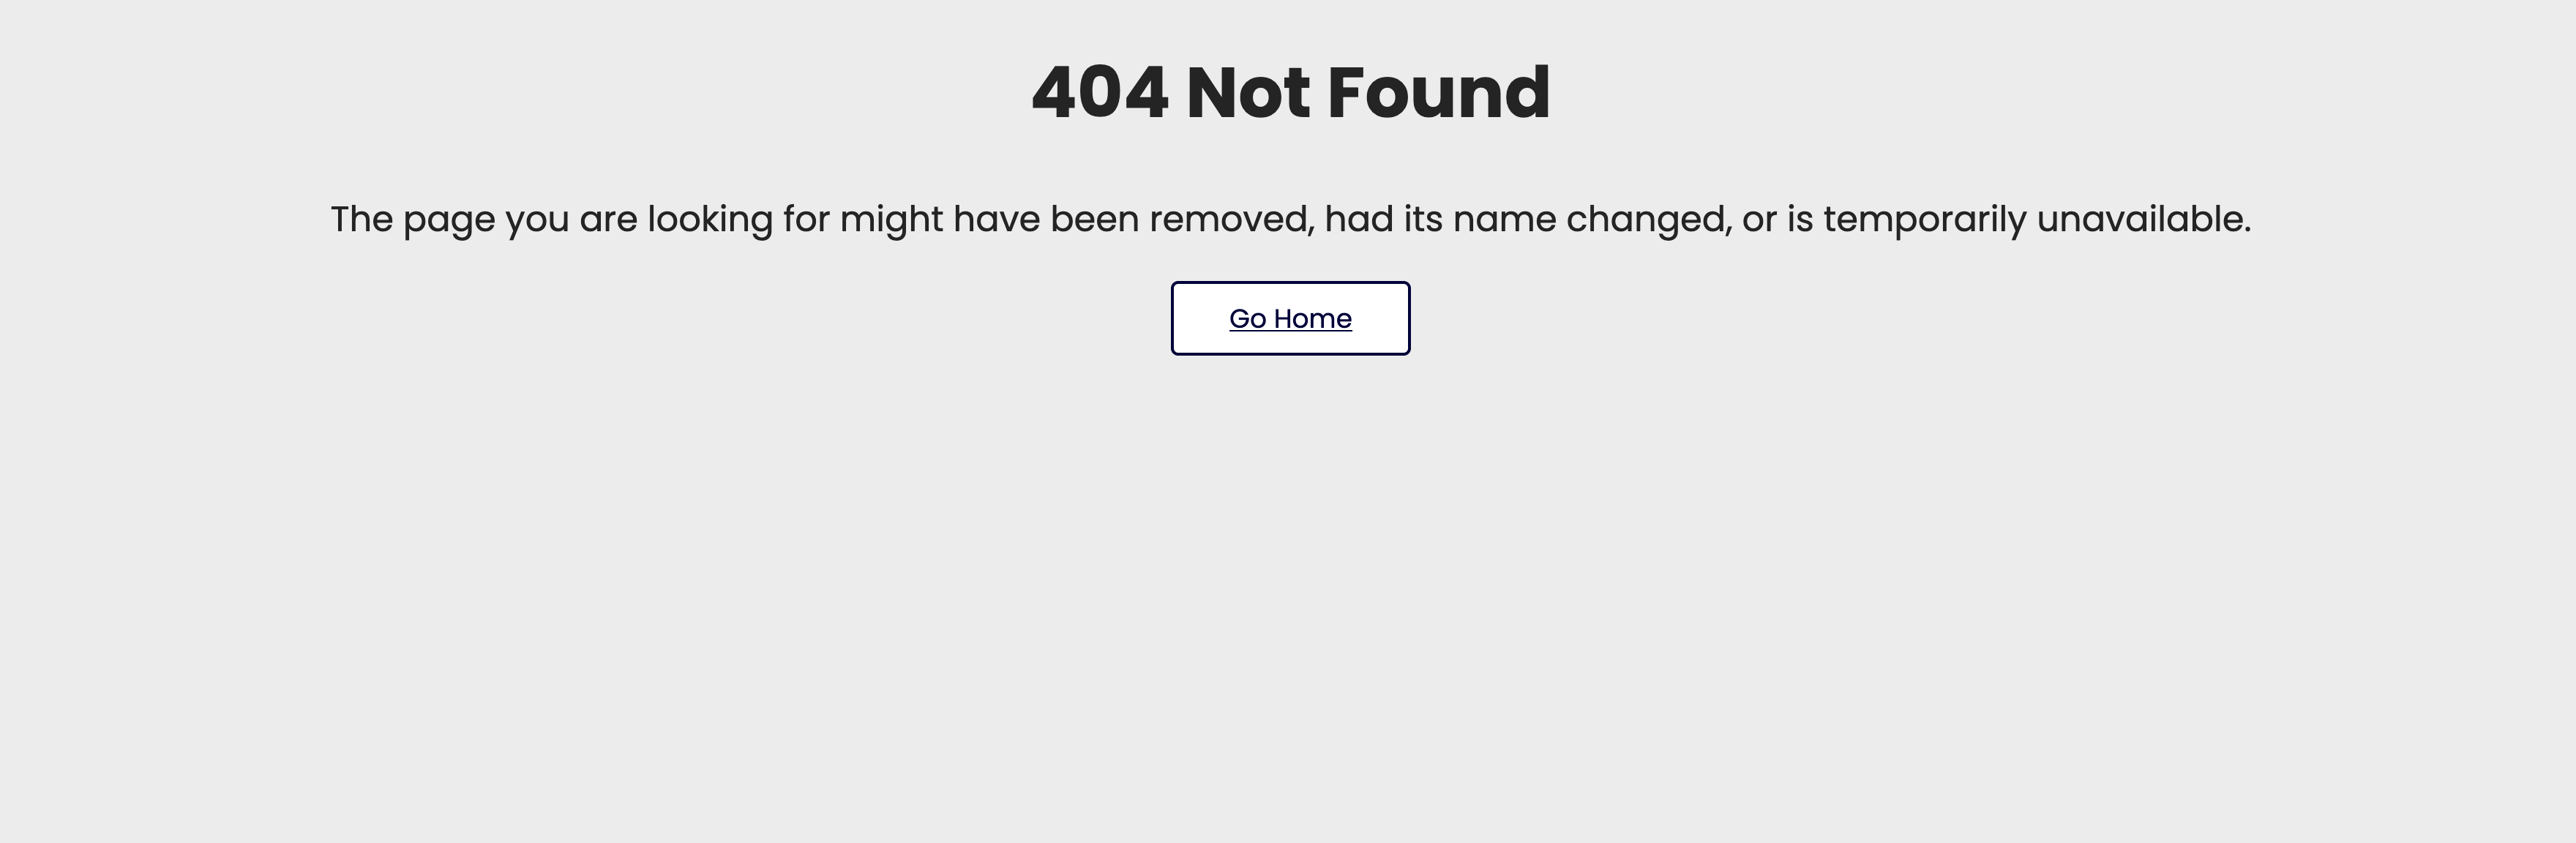 404 Not Found
The page you are looking for might have been removed, had its name changed, or is temporarily unavailable.
Go Home